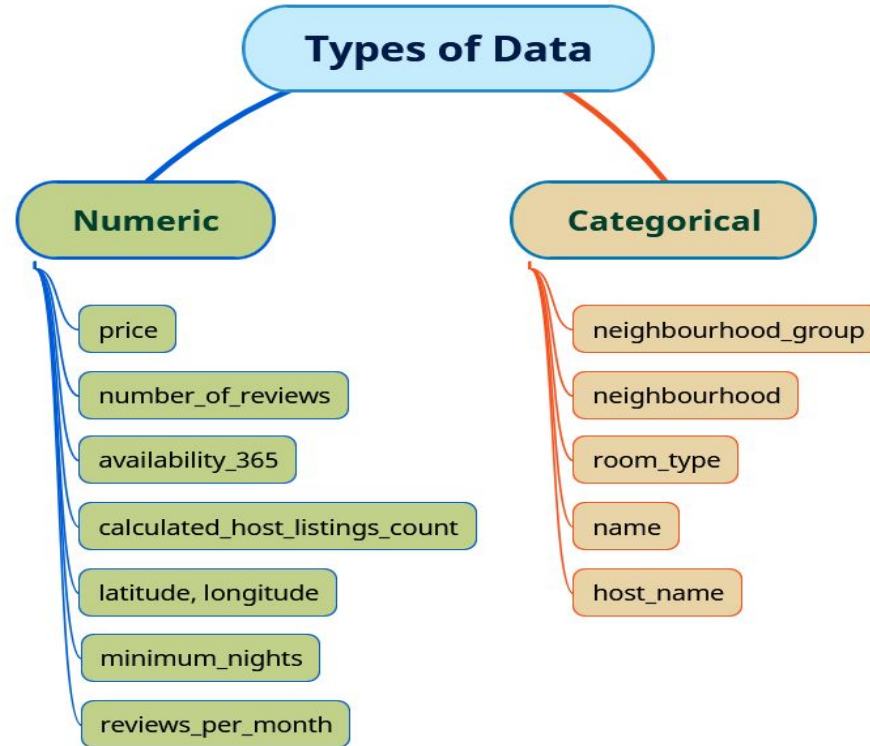 Types of Data
Numeric
price
number_of_reviews
availability_365
calculated_host_listings_count
latitude, longitude
minimum_nights
reviews_per_month
Categorical
neighbourhood_group
neighbourhood
room_type
name
host_name